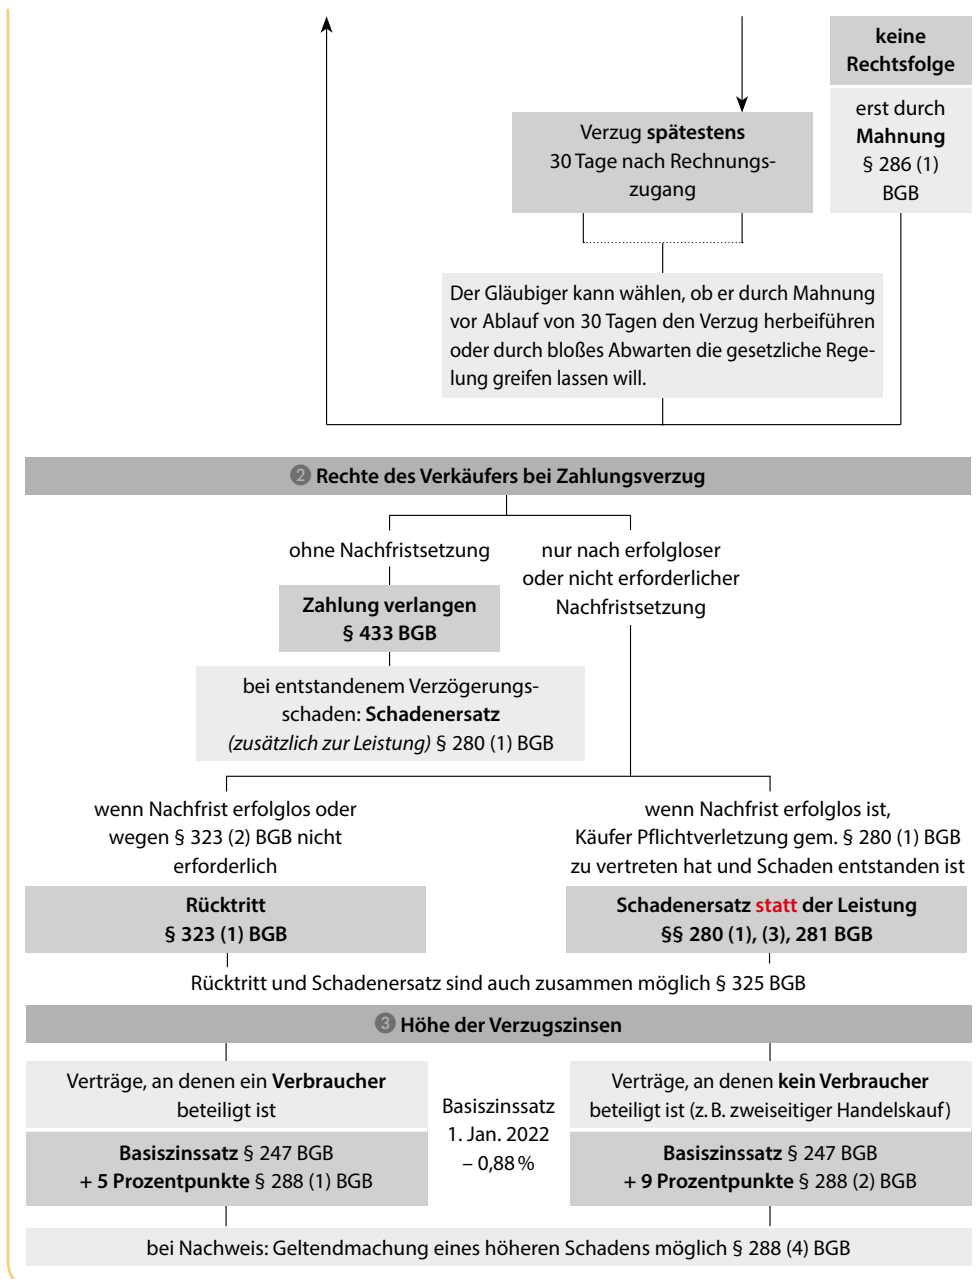 keine
Rechtsfolge
erst durch
Mahnung
§ 286 (1)
BGB
Verzug spätestens
30 Tage nach Rechnungs-
zugang
Der Gläubiger kann wählen, ob er durch Mahnung
vor Ablauf von 30 Tagen den Verzug herbeiführen
oder durch bloßes Abwarten die gesetzliche Rege-
lung greifen lassen will.
2 Rechte des Verkäufers bei Zahlungsverzug
ohne Nachfristsetzung
Zahlung verlangen
§ 433 BGB
bei entstandenem Verzögerungs-
schaden: Schadenersatz
(zusätzlich zur Leistung) § 280 (1) BGB
nur nach erfolgloser
oder nicht erforderlicher
Nachfristsetzung
wenn Nachfrist erfolglos oder
wegen § 323 (2) BGB nicht
erforderlich
Rücktritt
§ 323 (1) BGB
wenn Nachfrist erfolglos ist,
Käufer Pflichtverletzung gem. § 280 (1) BGB
zu vertreten hat und Schaden entstanden ist
Schadenersatz statt der Leistung
§§ 280 (1), (3), 281 BGB
Rücktritt und Schadenersatz sind auch zusammen möglich § 325 BGB
3 Höhe der Verzugszinsen
Verträge, an denen ein Verbraucher
beteiligt ist
Basiszinssatz § 247 BGB
+ 5 Prozentpunkte § 288 (1) BGB
Basiszinssatz
1. Jan. 2022
– 0,88 %
Verträge, an denen kein Verbraucher
beteiligt ist (z. B. zweiseitiger Handelskauf)
Basiszinssatz § 247 BGB
+ 9 Prozentpunkte § 288 (2) BGB
bei Nachweis: Geltendmachung eines höheren Schadens möglich § 288 (4) BGB